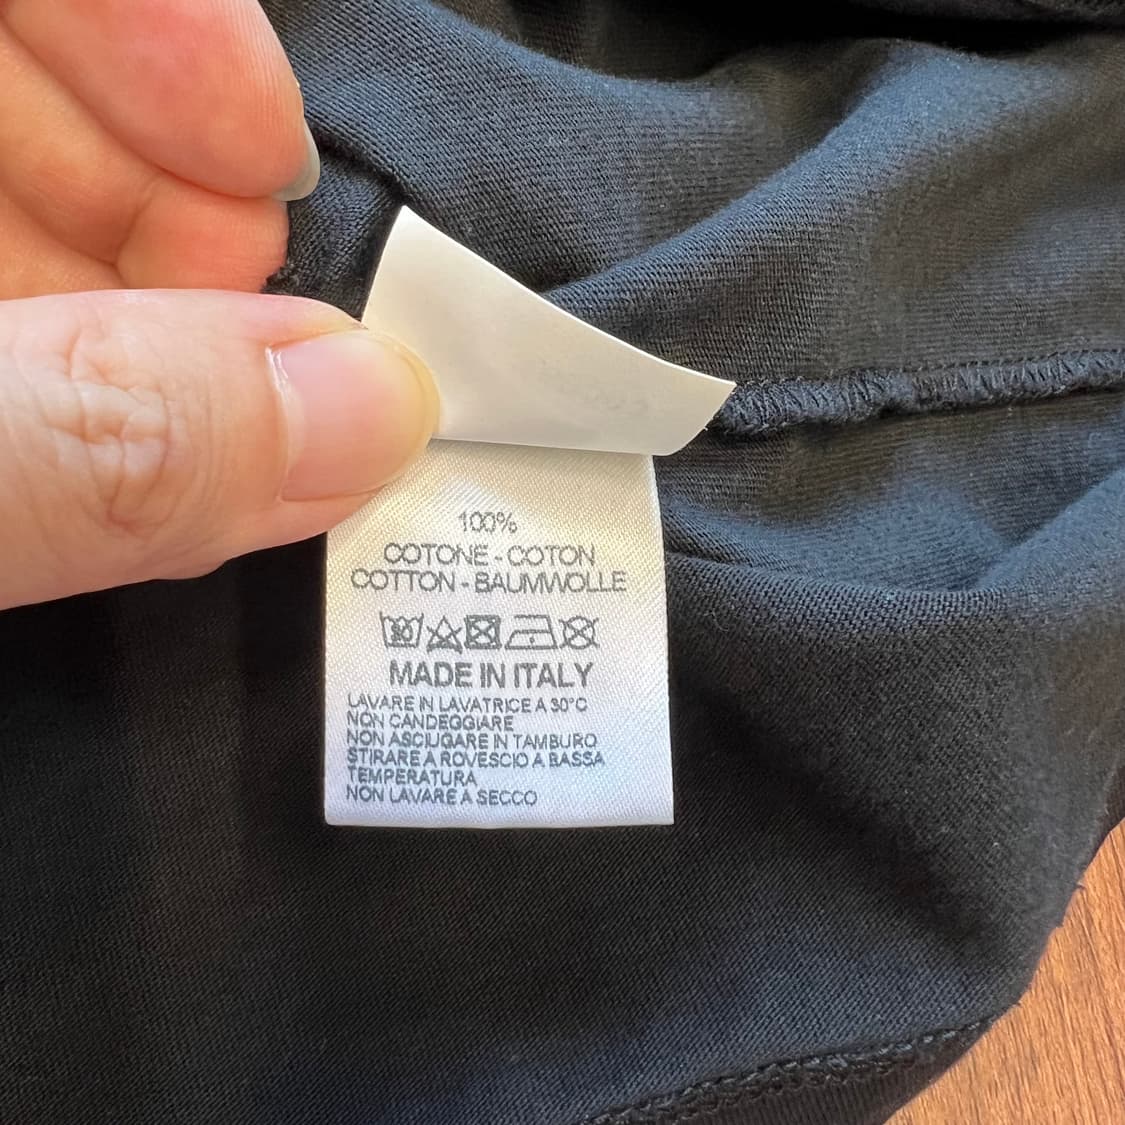 100%
COTONE - COTON
COTTON - BAUMWOLLE
30
MADE IN ITALY
LAVARE IN LAVATRICE A 30°C
NON CANDEGGIARE
NON ASCIUGARE IN TAMBURO
STIRARE A ROVESCIO A BASSA
TEMPERATURA
NON LAVARE A SECCO